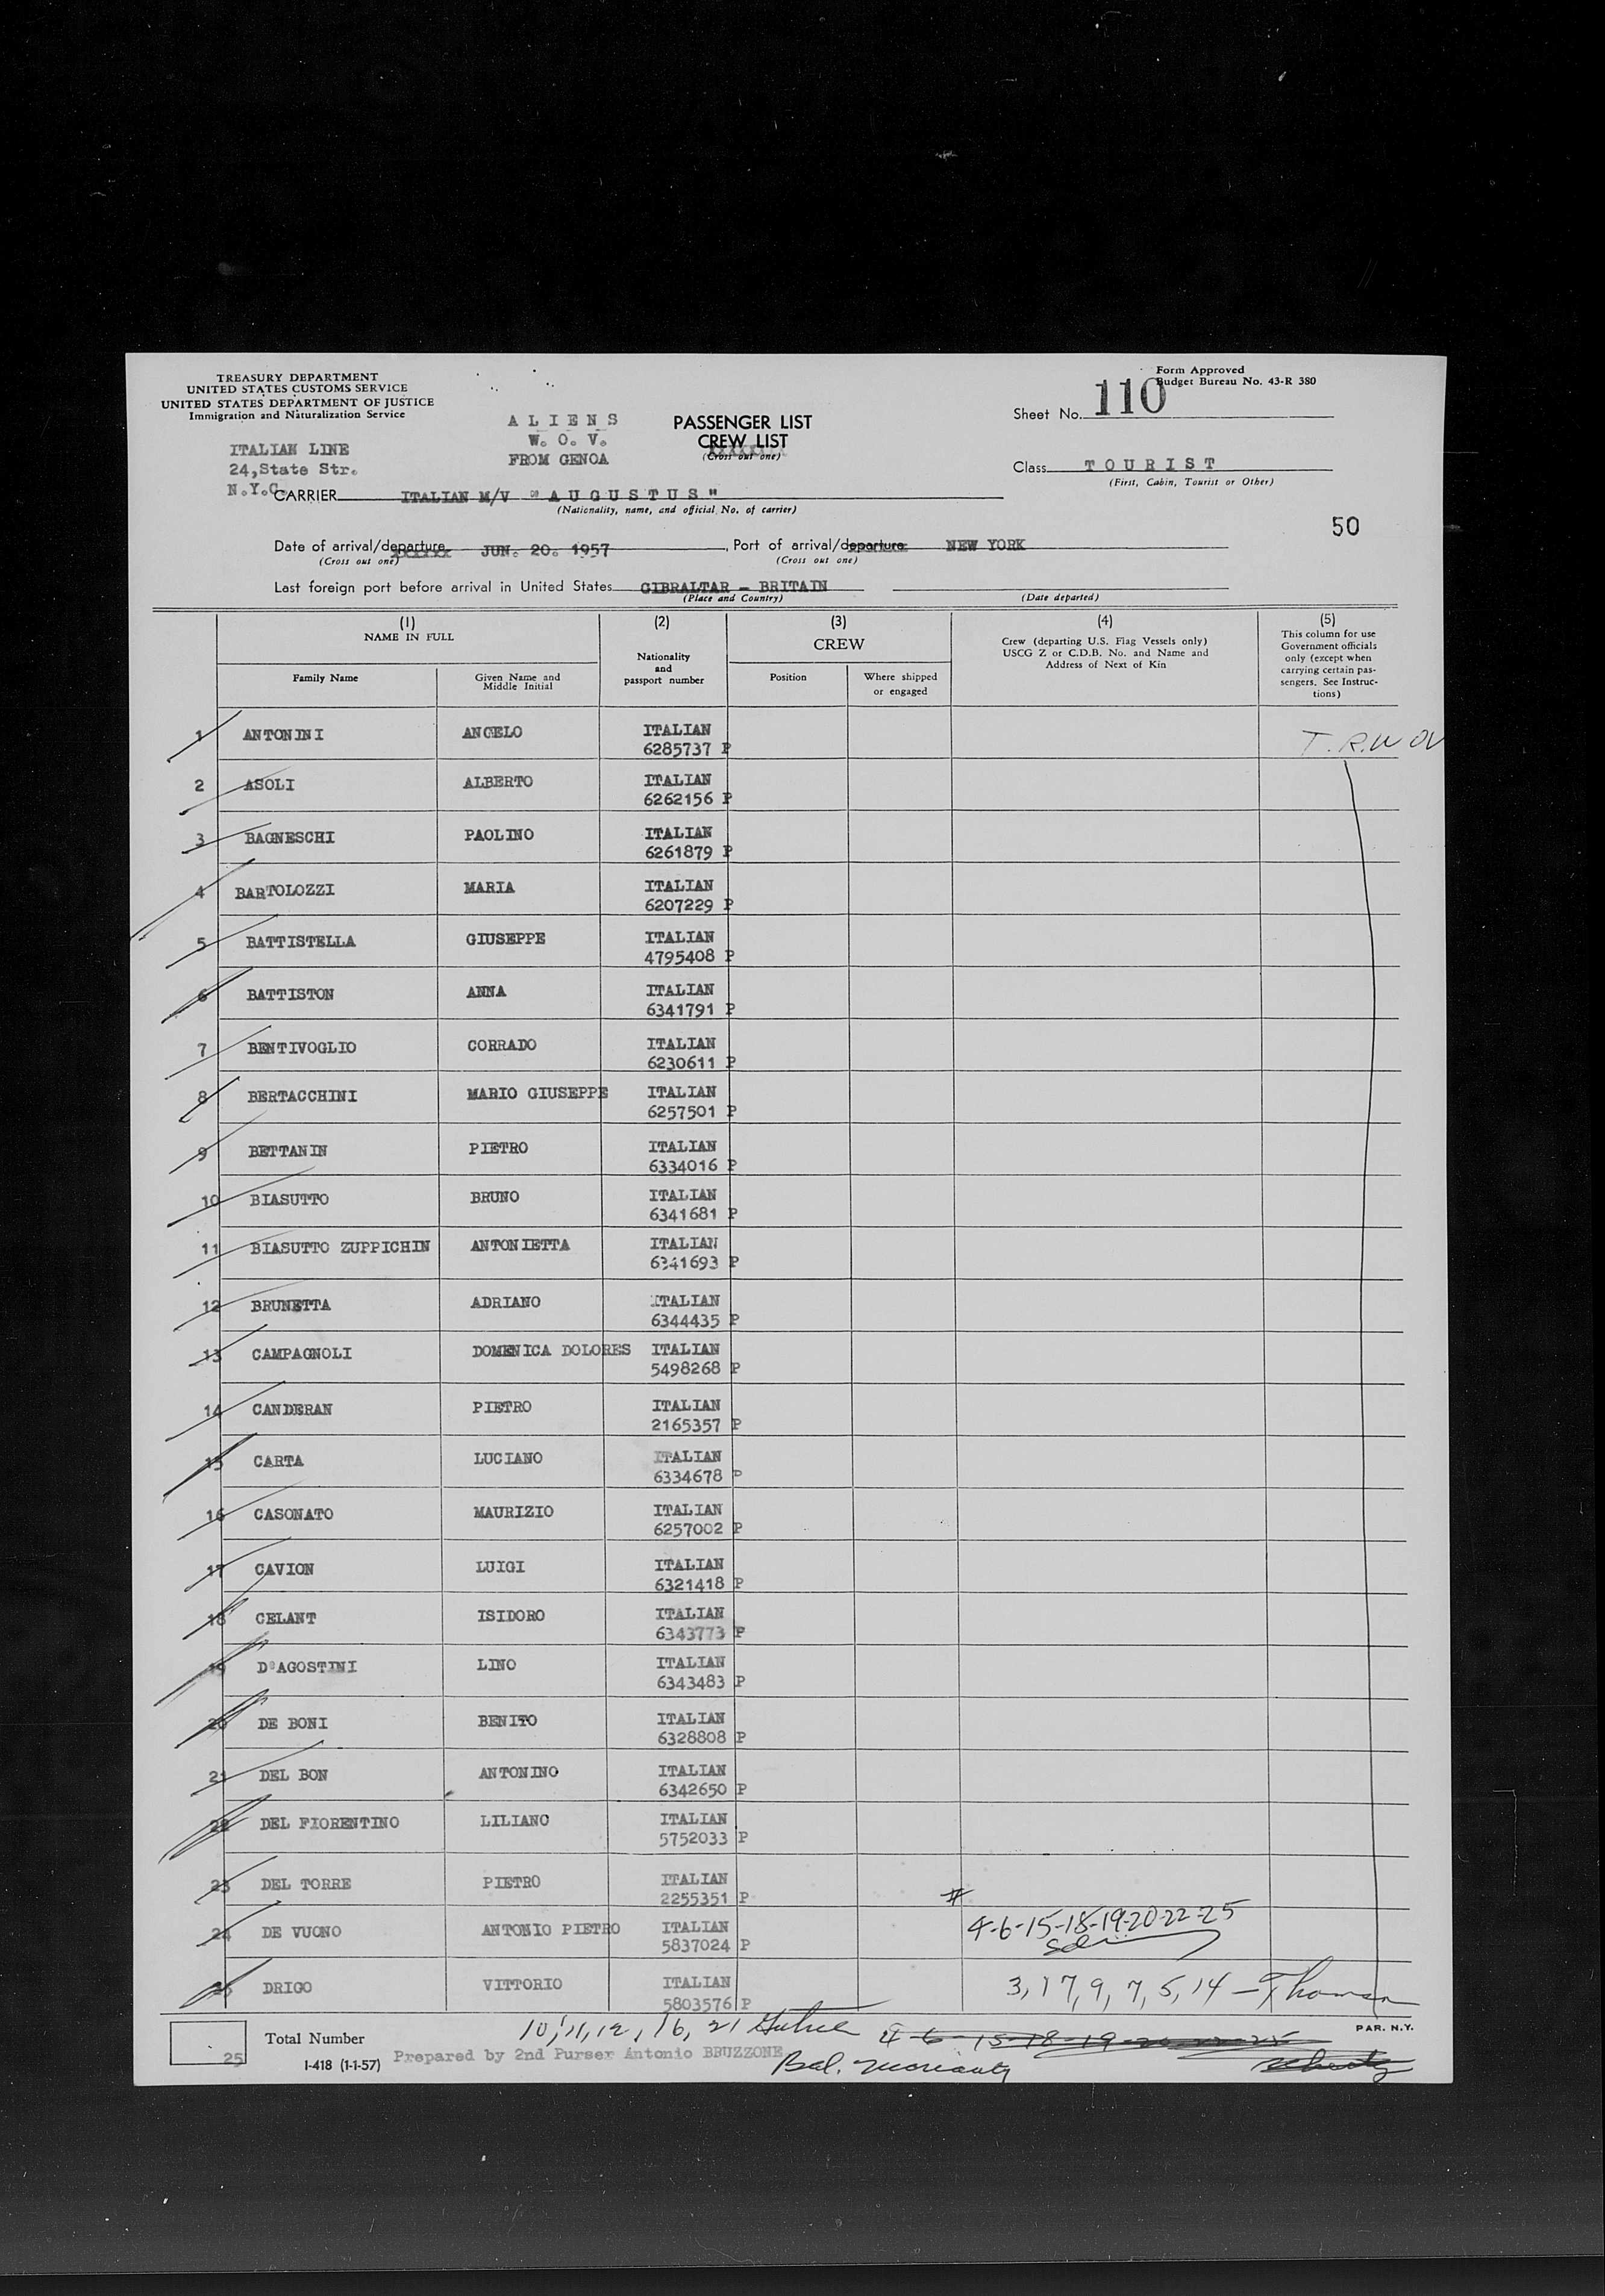 TREASURY DEPARTMENT
UNITED STATES CUSTOMS SERVICE
UNITED STATES DEPARTMENT OF JUSTICE
Immigration and Naturalization Service
ITALIAN LINE
24,State Str.
N.Y.C.
A L I E N S
W. O. V.
FROM GENOA
PASSENGER LIST
CREW LIST
(Cross out one)
Form Approved
Budget Bureau No. 43-R 380
Sheet No. 110
Class TOURIST
(First, Cabin, Tourist or Other)
CARRIER ITALIAN M/V "AUGUSTUS"
(Nationality, name, and official No. of carrier)
50
Date of arrival/departure JUN. 20. 1957, Port of arrival/departure NEW YORK
(Cross out one) (Cross out one)
Last foreign port before arrival in United States GIBRALTAR - BRITAIN
(Place and Country) (Date departed)
(1) NAME IN FULL
Family Name
Given Name and Middle Initial
(2) Nationality and passport number
(3) CREW
Position
Where shipped or engaged
(4) Crew (departing U.S. Flag Vessels only) USCG Z or C.D.B. No. and Name and Address of Next of Kin
(5) This column for use Government officials only (except when carrying certain passengers. See Instructions)
1 ANTONINI ANGELO ITALIAN 6285737 P T.R.W OV
2 ASOLI ALBERTO ITALIAN 6262156 P
3 BAGNESCHI PAOLINO ITALIAN 6261879 P
4 BARTOLOZZI MARIA ITALIAN 6207229 P
5 BATTISTELLA GIUSEPPE ITALIAN 4795408 P
6 BATTISTON ANNA ITALIAN 6341791 P
7 BENTIVOGLIO CORRADO ITALIAN 6230611 P
8 BERTACCHINI MARIO GIUSEPPE ITALIAN 6257501 P
9 BETTANIN PIETRO ITALIAN 6334016 P
10 BIASUTTO BRUNO ITALIAN 6341681 P
11 BIASUTTO ZUPPICHIN ANTONIETTA ITALIAN 6341693 P
12 BRUNETTA ADRIANO ITALIAN 6344435 P
13 CAMPAGNOLI DOMENICA DOLORES ITALIAN 5498268 P
14 CANDERAN PIETRO ITALIAN 2165357 P
15 CARTA LUCIANO ITALIAN 6334678 P
16 CASONATO MAURIZIO ITALIAN 6257002 P
17 CAVION LUIGI ITALIAN 6321418 P
18 CELANT ISIDORO ITALIAN 6343773 P
19 D'AGOSTINI LINO ITALIAN 6343483 P
20 DE BONI BENITO ITALIAN 6328808 P
21 DEL BON ANTONINO ITALIAN 6342650 P
22 DEL FIORENTINO LILIANO ITALIAN 5752033 P
23 DEL TORRE PIETRO ITALIAN 2255351 P
24 DE VUONO ANTONIO PIETRO ITALIAN 5837024 P
# 4-6-15-18-19-20-22-25
25 DRIGO VITTORIO ITALIAN 5803576 P
3, 17, 9, 7, 5, 14 - Thomson
10, 11, 12, 16, 21
4-6-15-18-19-20-22-25
25 Total Number
I-418 (1-1-57)
Prepared by 2nd Purser Antonio BRUZZONE
Bal.
PAR. N.Y.